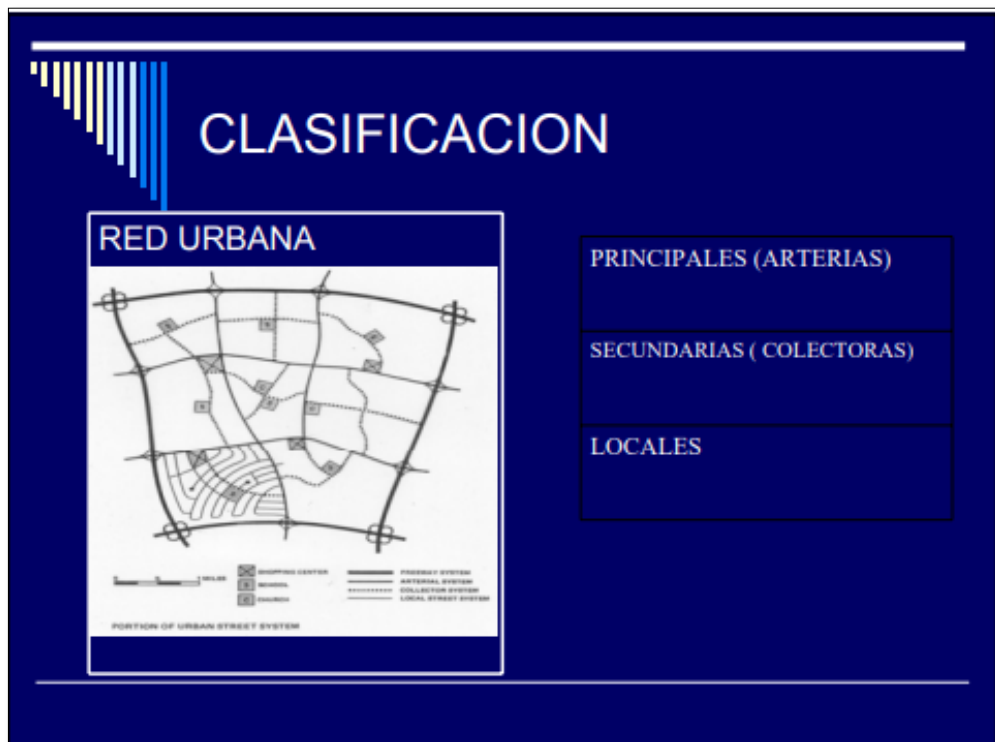 CLASIFICACION
RED URBANA
PRINCIPALES (ARTERIAS)
SECUNDARIAS ( COLECTORAS)
LOCALES
SHOPPING CENTER
SCHOOL
CHURCH
FREEWAY SYSTEM
ARTERIAL SYSTEM
COLLECTOR SYSTEM
LOCAL STREET SYSTEM
PORTION OF URBAN STREET SYSTEM